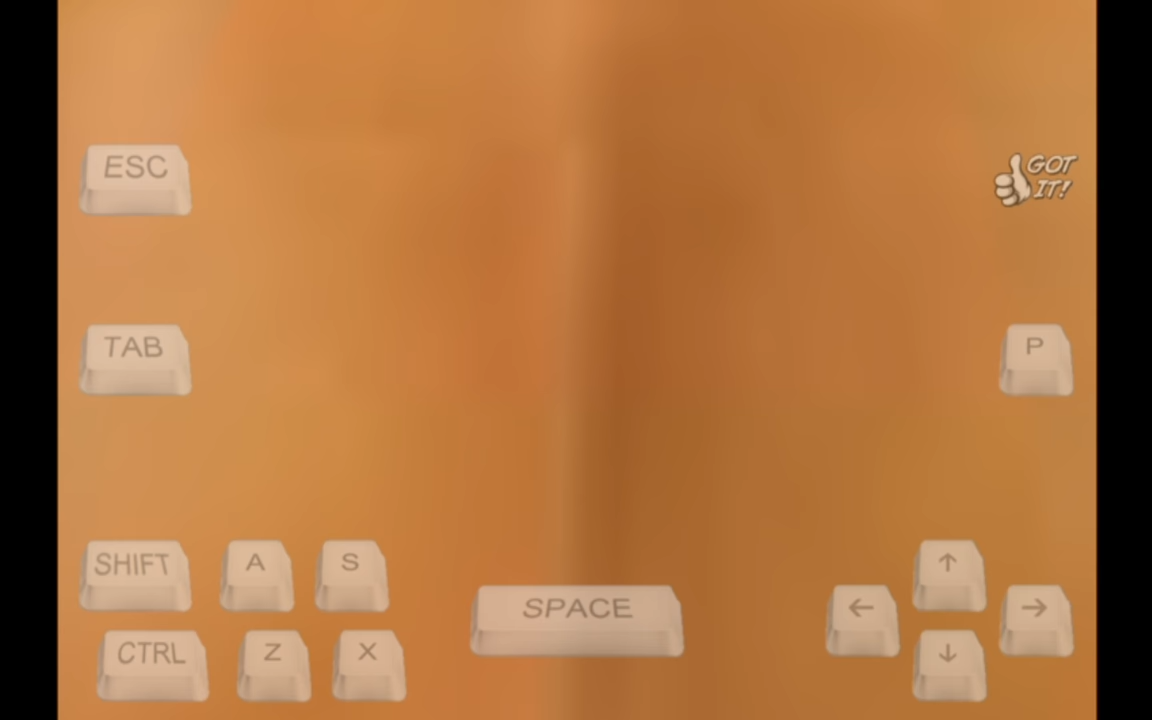 ESC
GOT
IT!
TAB
P
SHIFT A S
↑
SPACE
← →
CTRL Z X
↓